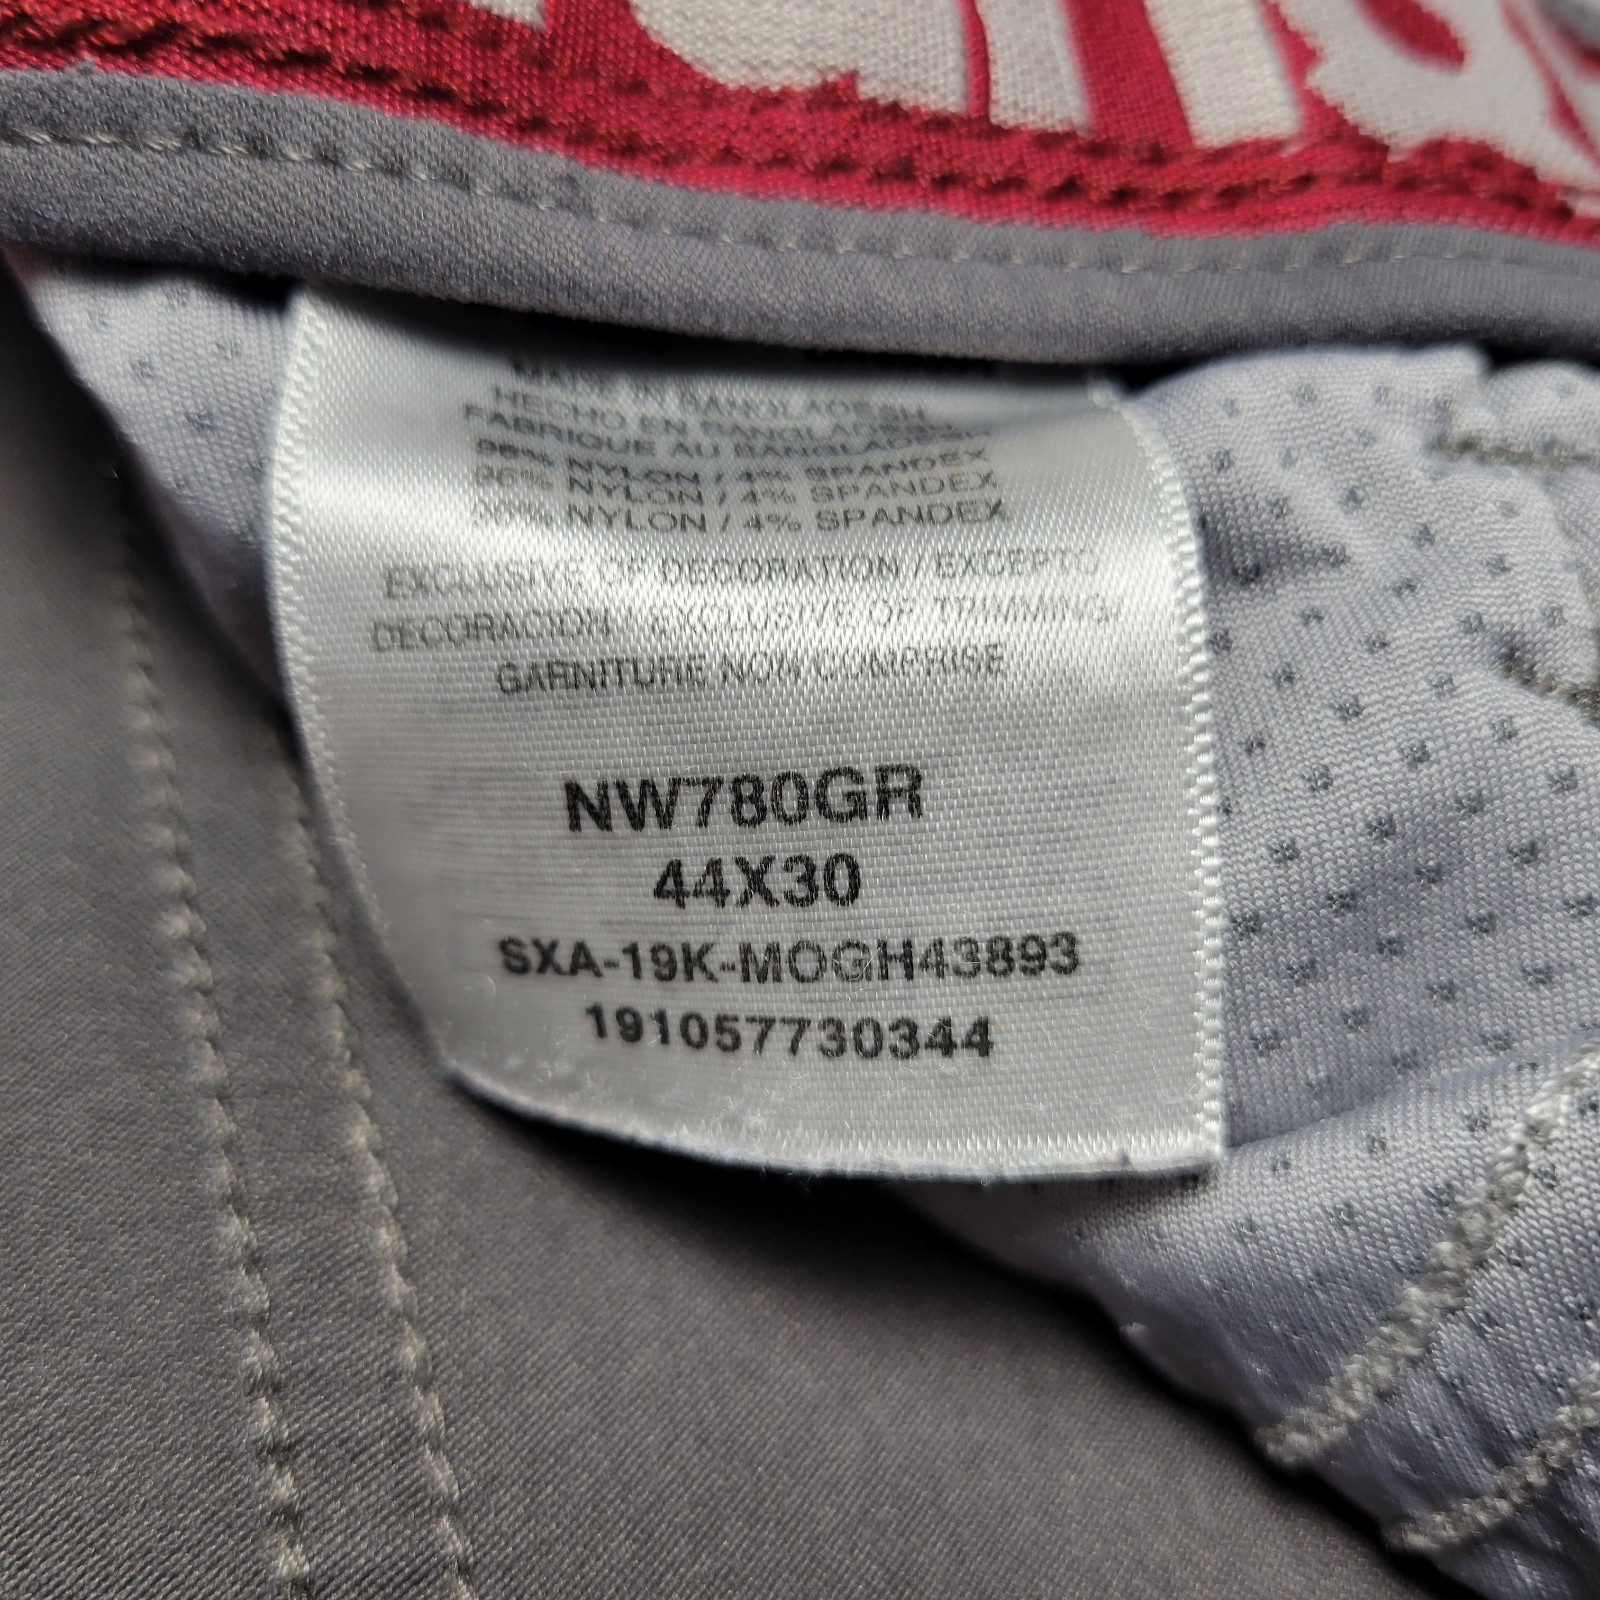 MADE IN BANGLADESH
HECHO EN BANGLADESH
FABRIQUE AU BANGLADESH
96% NYLON / 4% SPANDEX
96% NYLON / 4% SPANDEX
96% NYLON / 4% SPANDEX
EXCLUSIVE OF DECORATION / EXCEPTO
DECORACION / EXCLUSIVE OF TRIMMING/
GARNITURE NON COMPRISE
NW780GR
44X30
SXA-19K-MOGH43893
191057730344